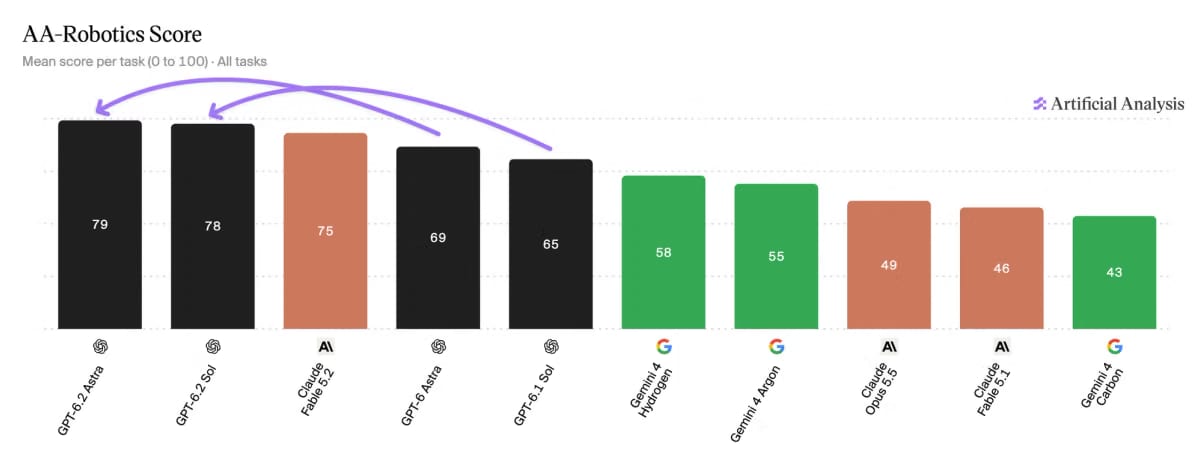 AA-Robotics Score
Mean score per task (0 to 100) · All tasks
Artificial Analysis
79
78
75
69
65
58
55
49
46
43
GPT-6.2 Astra
GPT-6.2 Sol
Claude
Fable 5.2
GPT-6 Astra
GPT-6.1 Sol
Gemini 4
Hydrogen
Gemini 4 Argon
Claude
Opus 5.5
Claude
Fable 5.1
Gemini 4
Carbon